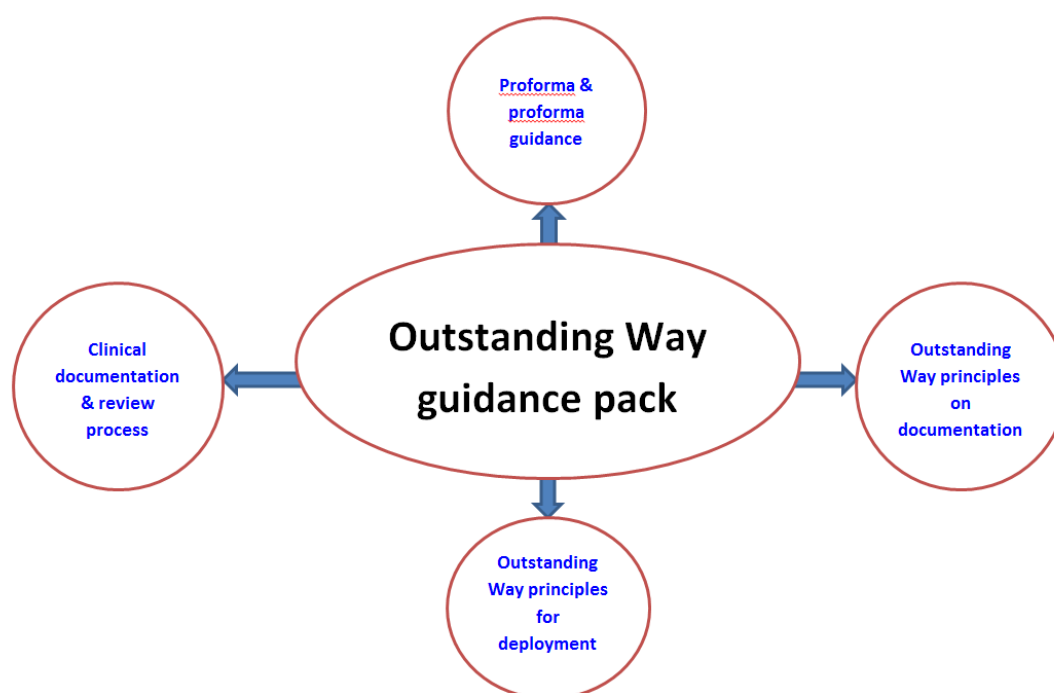 Proforma &
proforma
guidance
Outstanding Way
guidance pack
Clinical
documentation
& review
process
Outstanding
Way principles
on
documentation
Outstanding
Way principles
for
deployment